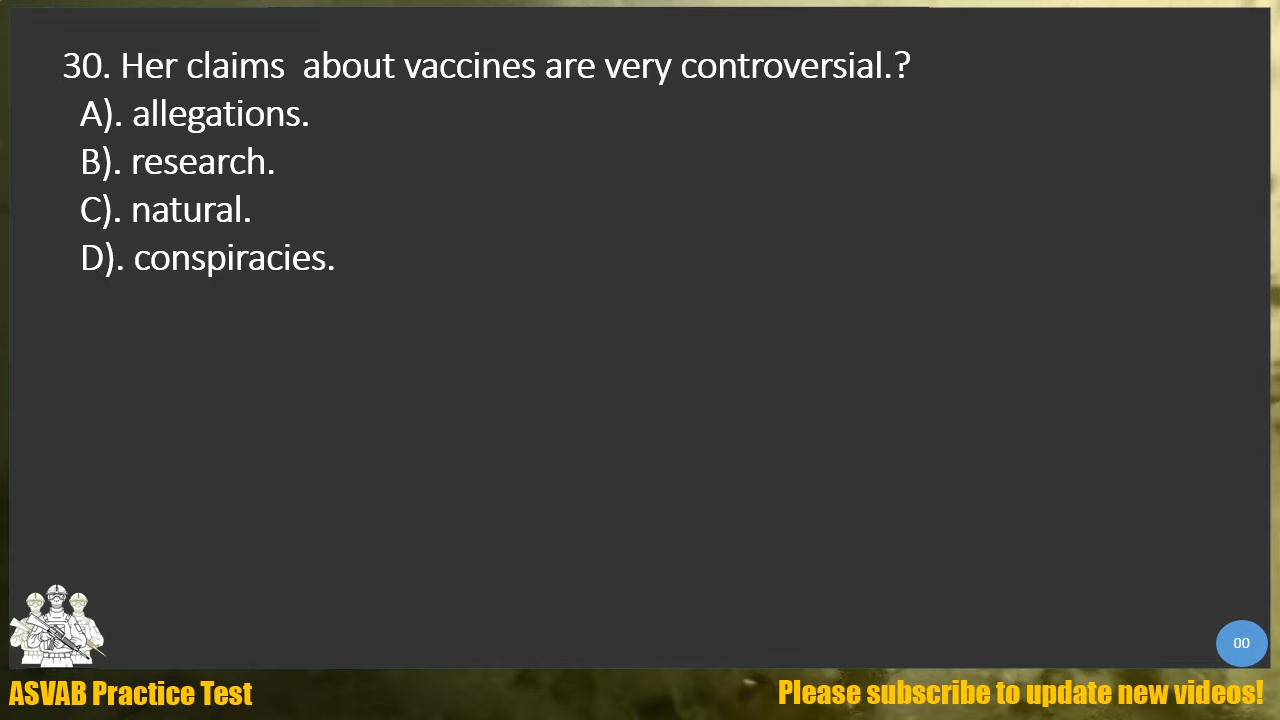 30. Her claims  about vaccines are very controversial.?
A). allegations.
B). research.
C). natural.
D). conspiracies.
00
ASVAB Practice Test
Please subscribe to update new videos!